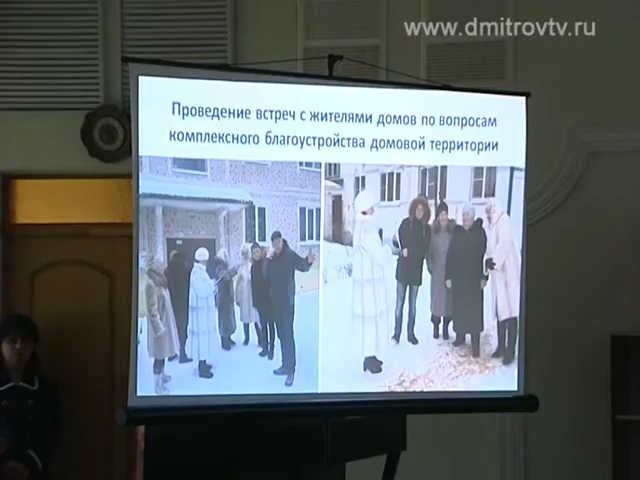 www.dmitrovtv.ru
Проведение встреч с жителями домов по вопросам
комплексного благоустройства домовой территории